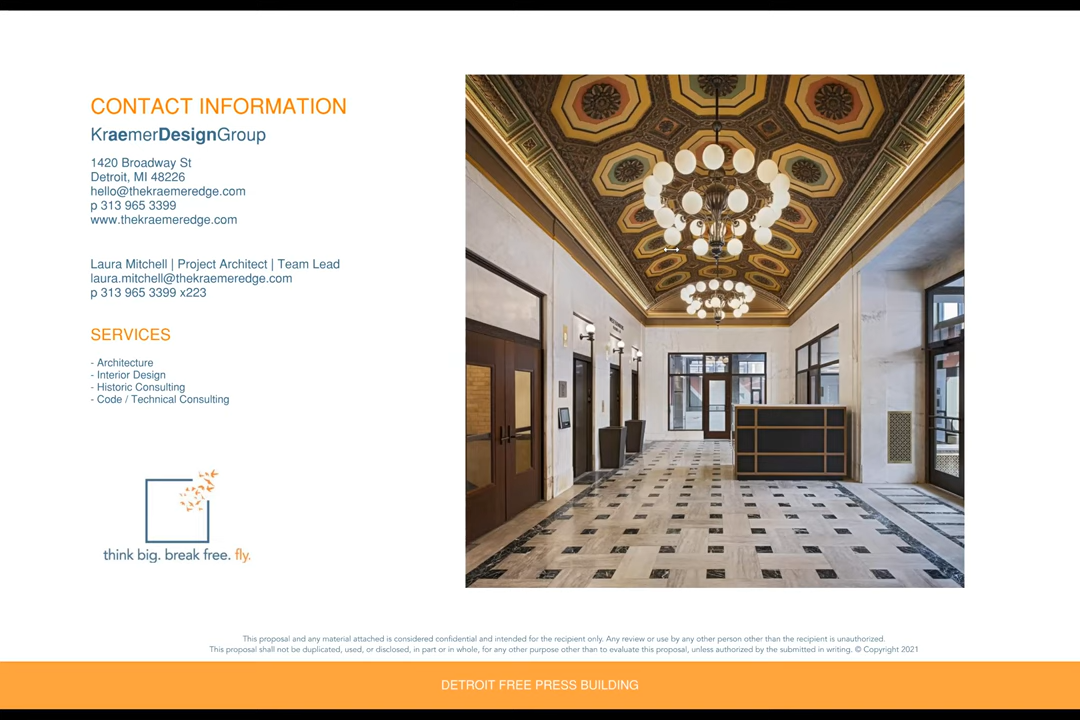 CONTACT INFORMATION
KraemerDesignGroup
1420 Broadway St
Detroit, MI 48226
hello@thekraemeredge.com
p 313 965 3399
www.thekraemeredge.com
Laura Mitchell | Project Architect | Team Lead
laura.mitchell@thekraemeredge.com
p 313 965 3399 x223
SERVICES
- Architecture
- Interior Design
- Historic Consulting
- Code / Technical Consulting
think big. break free. fly.
This proposal and any material attached is considered confidential and intended for the recipient only. Any review or use by any other person other than the recipient is unauthorized.
This proposal shall not be duplicated, used, or disclosed, in part or in whole, for any other purpose other than to evaluate this proposal, unless authorized by the submitted in writing. © Copyright 2021
DETROIT FREE PRESS BUILDING